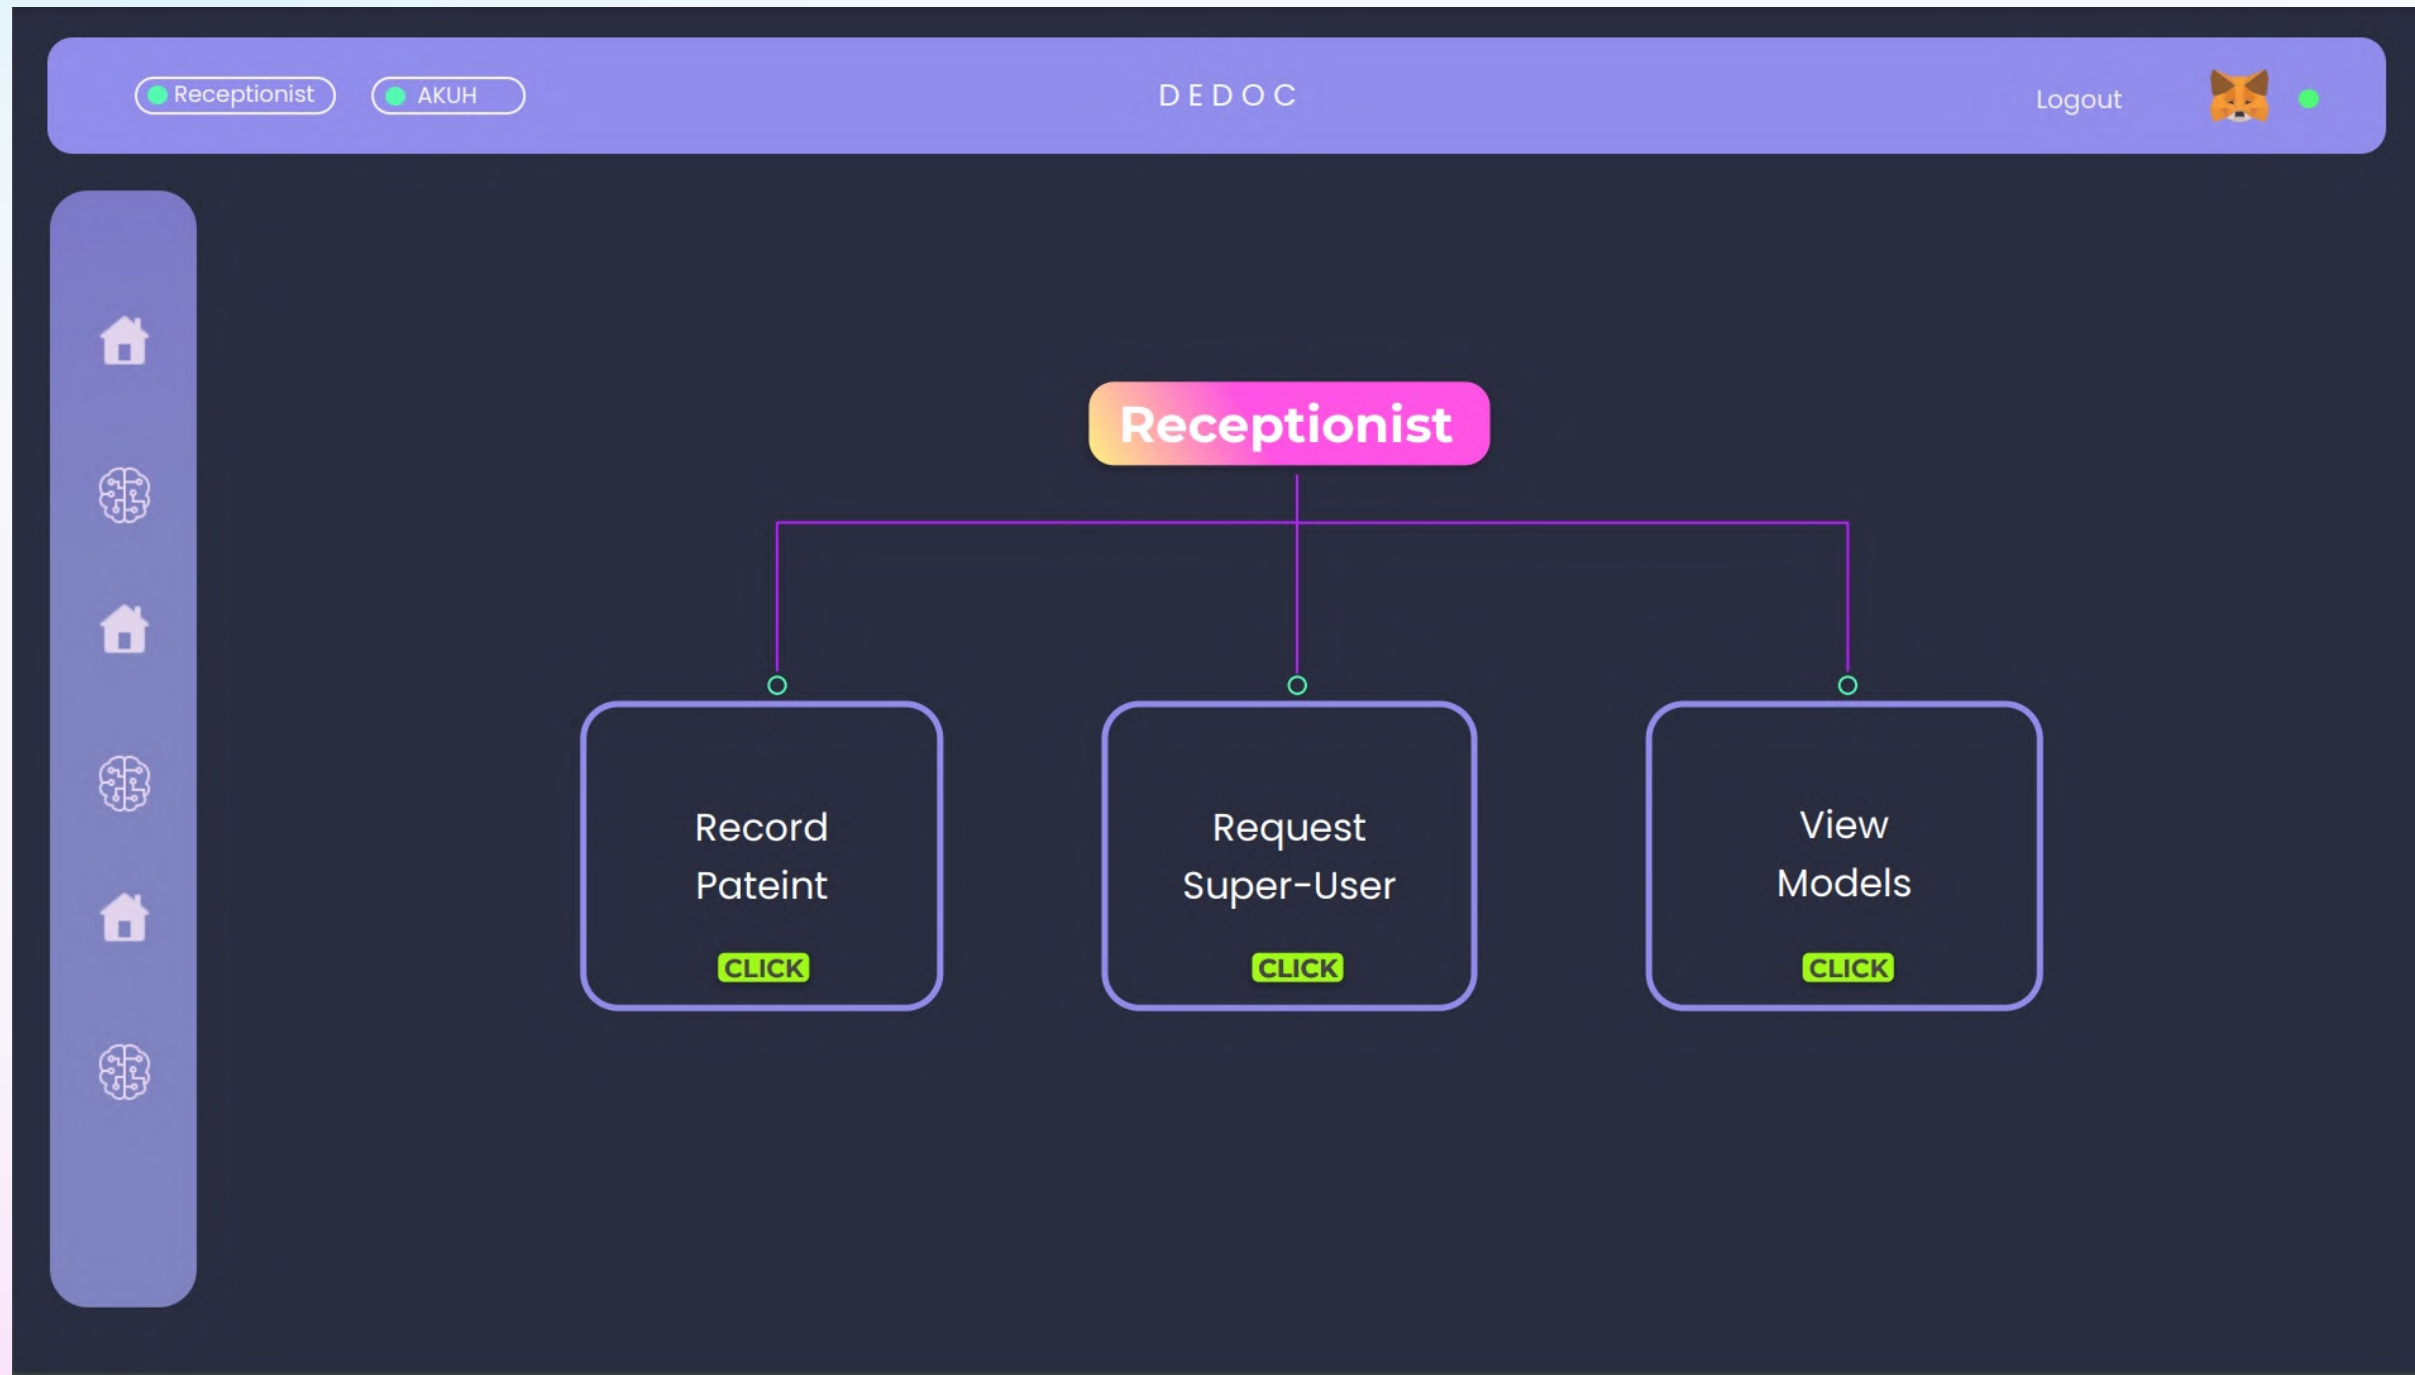 Receptionist
AKUH
DEDOC
Logout
Receptionist
Record
Pateint
CLICK
Request
Super-User
CLICK
View
Models
CLICK